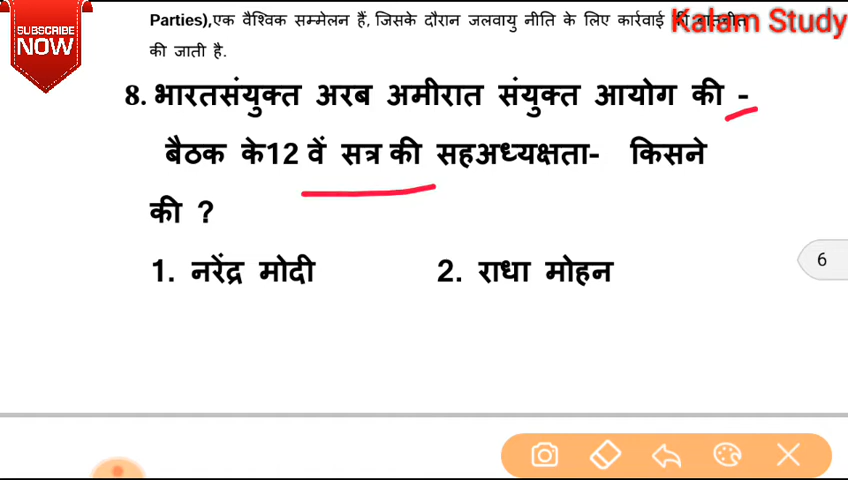 SUBSCRIBE
NOW
Parties),एक वैश्विक सम्मेलन हैं, जिसके दौरान जलवायु नीति के लिए कार्रवाई
Kalam Study
की जाती है.
8. भारतसंयुक्त अरब अमीरात संयुक्त आयोग की -
बैठक के12 वें सत्र की सहअध्यक्षता- किसने
की ?
1. नरेंद्र मोदी 2. राधा मोहन
6